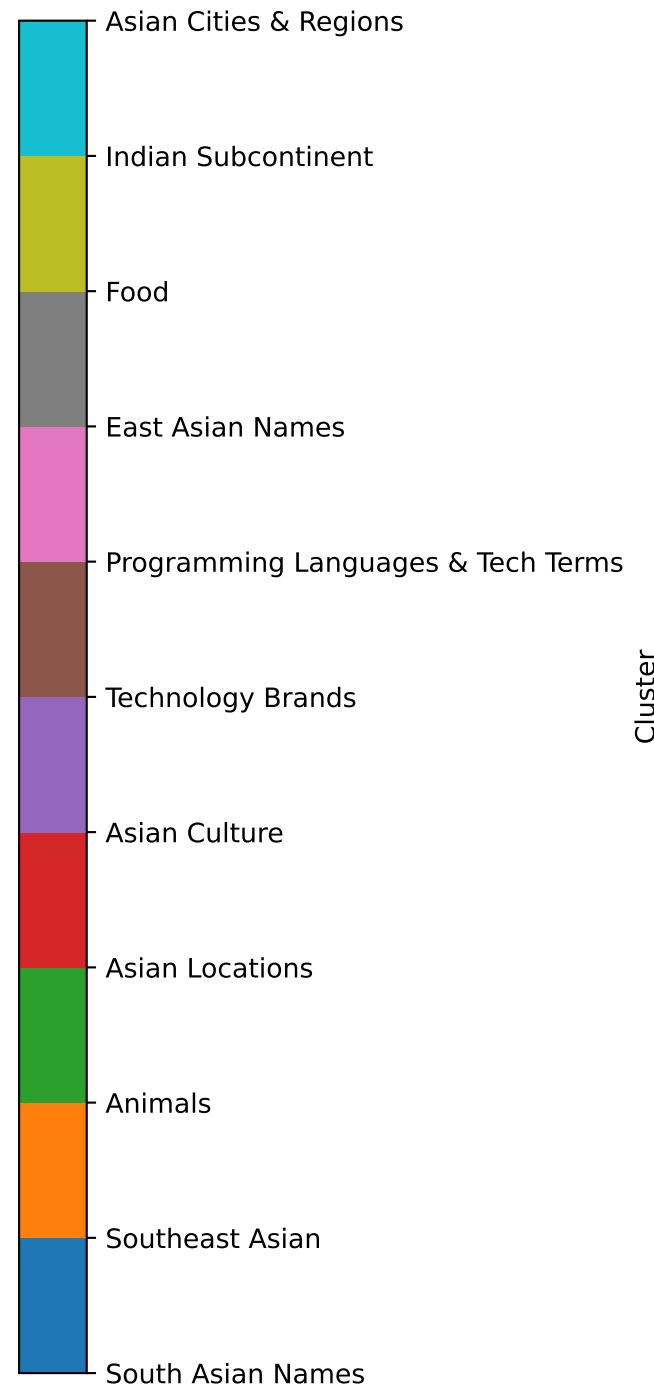 Asian Cities & Regions
Indian Subcontinent
Food
East Asian Names
Programming Languages & Tech Terms
Technology Brands
Asian Culture
Asian Locations
Animals
Southeast Asian
South Asian Names
Cluster